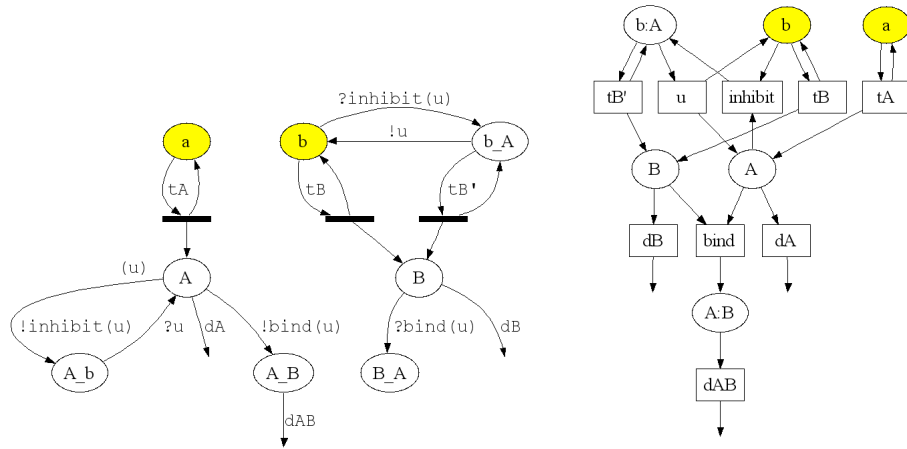 b:A b a
tB' u inhibit tB tA
?inhibit(u)
!u
a b b_A
tA tB tB'
B A
dB bind dA
(u) A B
!inhibit(u) ?u dA !bind(u) ?bind(u) dB
A:B
A_b A_B B_A
dAB
dAB